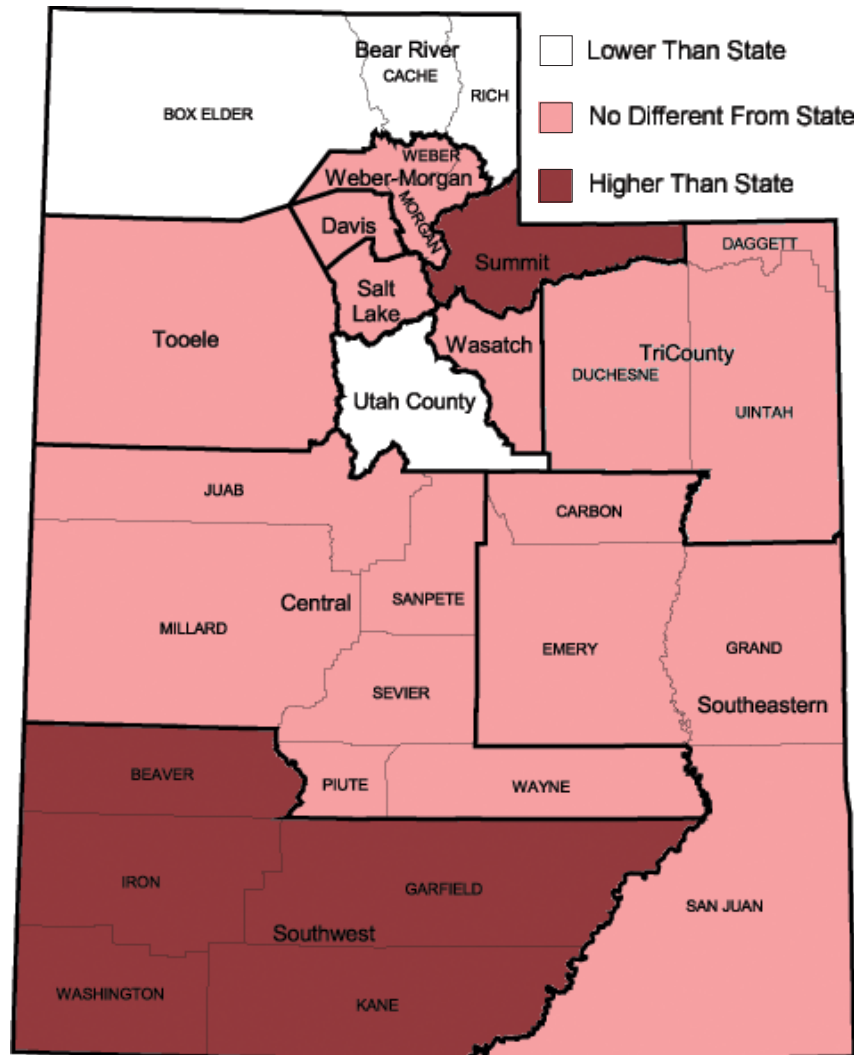 Bear River
CACHE
RICH
BOX ELDER
Lower Than State
No Different From State
Higher Than State
WEBER
Weber-Morgan
MORGAN
Davis
Summit
DAGGETT
Salt
Lake
Tooele
Wasatch
TriCounty
DUCHESNE
UINTAH
Utah County
JUAB
CARBON
Central
SANPETE
MILLARD
EMERY
GRAND
SEVIER
Southeastern
BEAVER
PIUTE
WAYNE
IRON
GARFIELD
SAN JUAN
Southwest
WASHINGTON
KANE